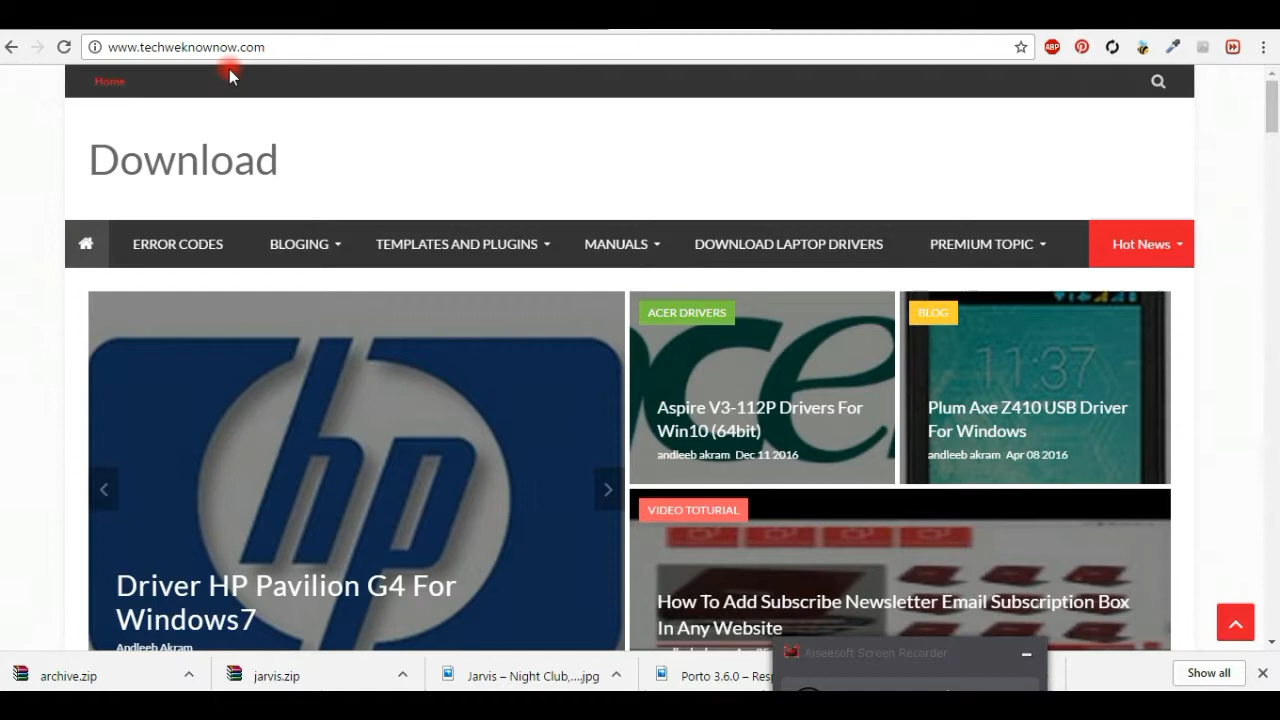 www.techweknownow.com
ABP
Home
Download
ERROR CODES
BLOGING
TEMPLATES AND PLUGINS
MANUALS
DOWNLOAD LAPTOP DRIVERS
PREMIUM TOPIC
Hot News
hp
Driver HP Pavilion G4 For
Windows7
Andleeb Akram
ACER DRIVERS
Aspire V3-112P Drivers For
Win10 (64bit)
andleeb akram Dec 11 2016
BLOG
11:37
Plum Axe Z410 USB Driver
For Windows
andleeb akram Apr 08 2016
VIDEO TOTURIAL
How To Add Subscribe Newsletter Email Subscription Box
In Any Website
Aiseesoft Screen Recorder
archive.zip
jarvis.zip
Jarvis – Night Club,....jpg
Porto 3.6.0 –
Show all